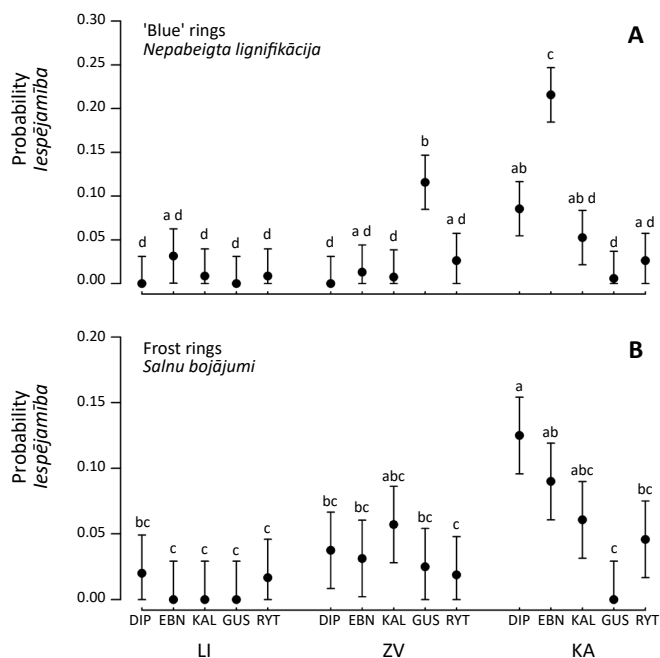 'Blue' rings
Nepabeigta lignifikācija
A
Probability
Iespējamība
0.30
0.25
0.20
0.15
0.10
0.05
0.00
d a d d d d
d a d d b a d
ab c ab d d a d
Frost rings
Salnu bojājumi
B
Probability
Iespējamība
0.20
0.15
0.10
0.05
0.00
bc c c c c
bc bc abc bc c
a ab abc c bc
DIP EBN KAL GUS RYT DIP EBN KAL GUS RYT DIP EBN KAL GUS RYT
LI ZV KA